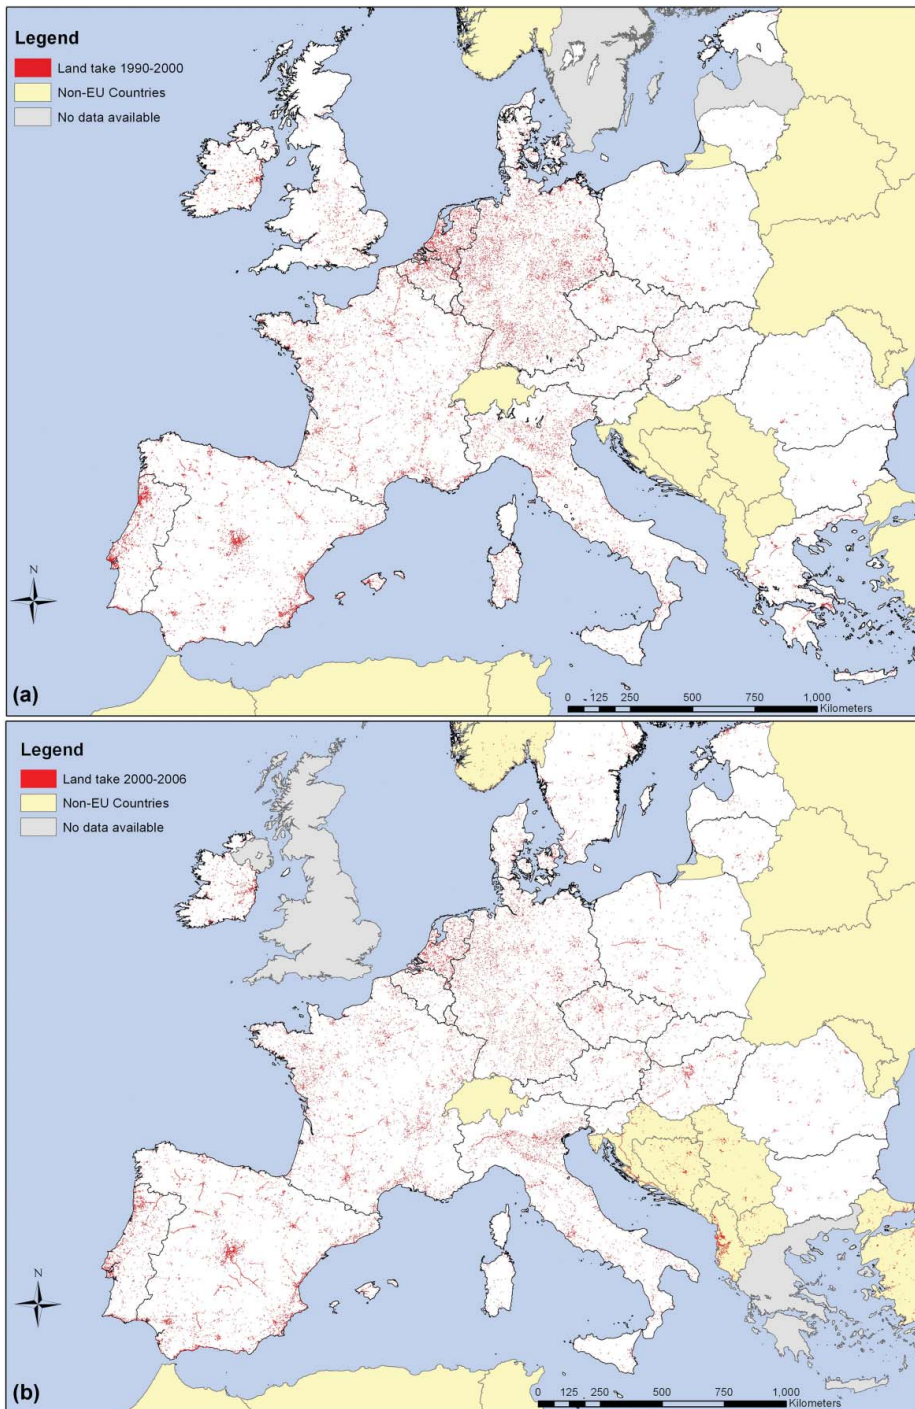 Legend
Land take 1990-2000
Non-EU Countries
No data available
N
(a)
0 125 250 500 750 1,000
Kilometers
Legend
Land take 2000-2006
Non-EU Countries
No data available
N
(b)
0 125 250 500 750 1,000
Kilometers